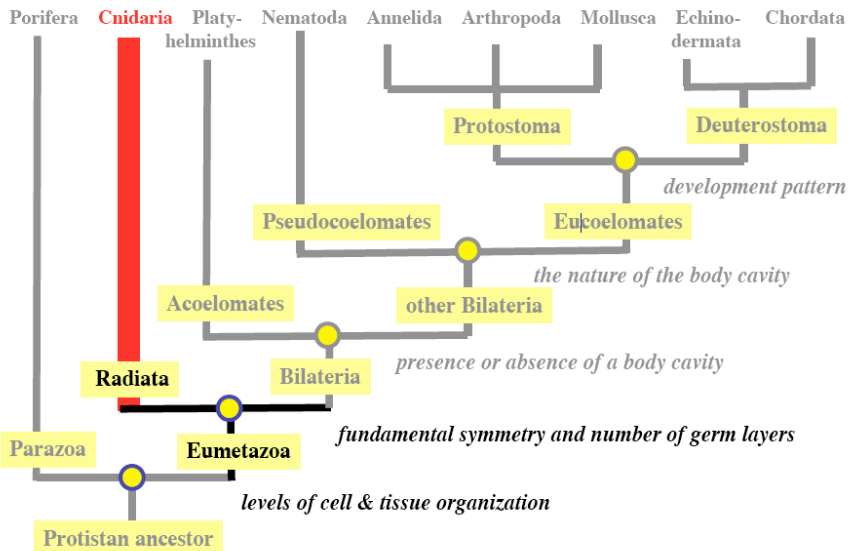 Porifera
Cnidaria
Platy-
helminthes
Nematoda
Annelida
Arthropoda
Mollusca
Echino-
dermata
Chordata
Protostoma
Deuterostoma
development pattern
Pseudocoelomates
Eucoelomates
the nature of the body cavity
Acoelomates
other Bilateria
presence or absence of a body cavity
Radiata
Bilateria
fundamental symmetry and number of germ layers
Parazoa
Eumetazoa
levels of cell & tissue organization
Protistan ancestor